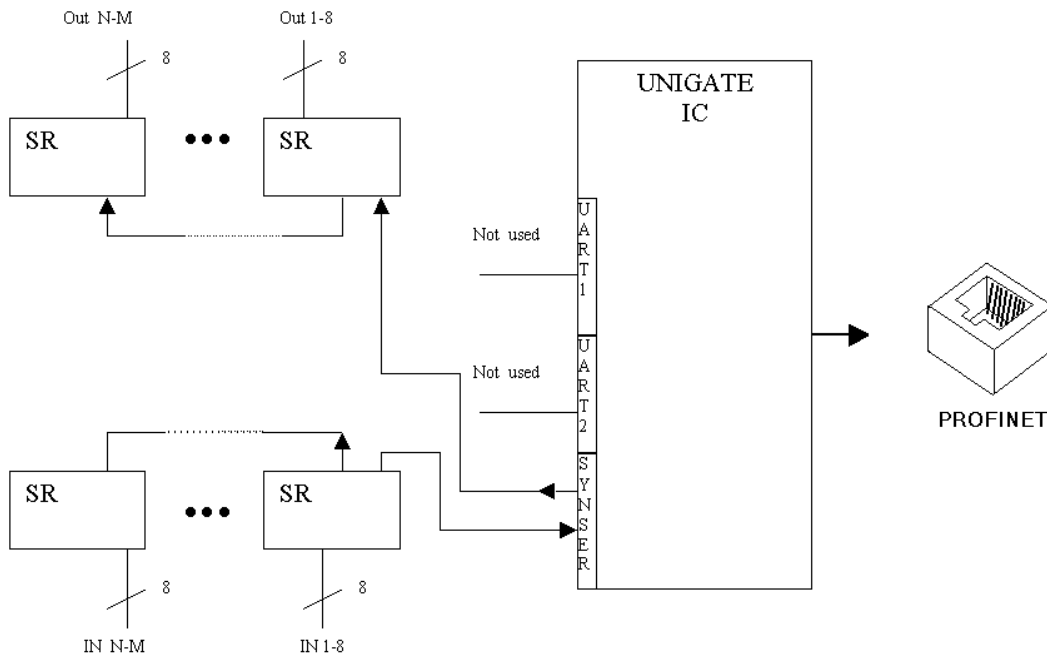 Out N-M
Out 1-8
8
8
UNIGATE
IC
SR
SR
Not used
UART1
Not used
UART2
PROFINET
SYNSER
SR
SR
8
8
IN N-M
IN 1-8